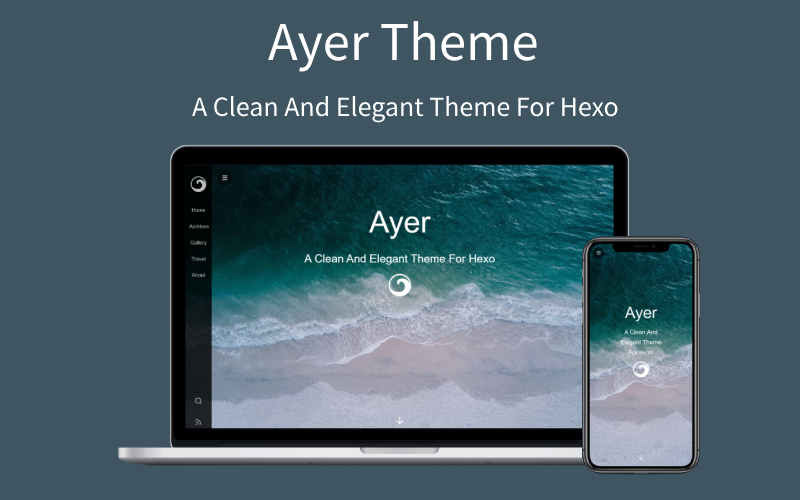 Ayer Theme
A Clean And Elegant Theme For Hexo
Home
Archives
Gallery
Travel
About
Ayer
A Clean And Elegant Theme For Hexo
Ayer
A Clean And
Elegant Theme
For Hexo